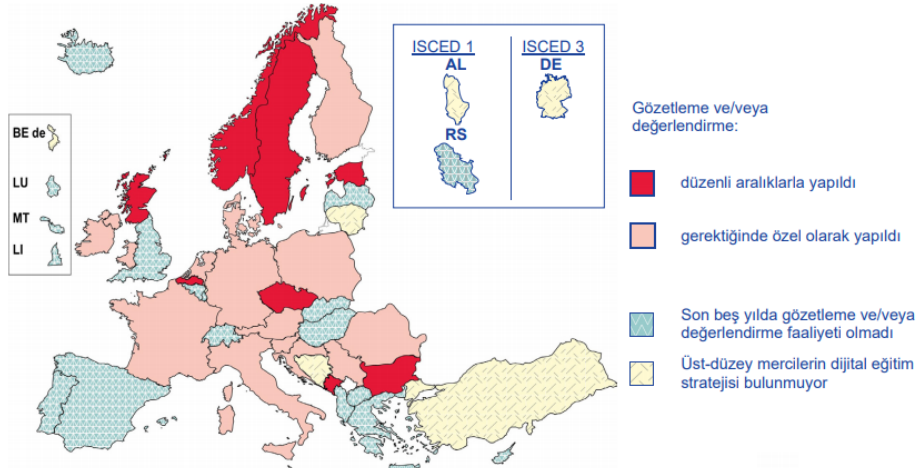 ISCED 1
AL
RS
ISCED 3
DE
BE de
LU
MT
LI
Gözetleme ve/veya
değerlendirme:
düzenli aralıklarla yapıldı
gerektiğinde özel olarak yapıldı
Son beş yılda gözetleme ve/veya
değerlendirme faaliyeti olmadı
Üst-düzey mercilerin dijital eğitim
stratejisi bulunmuyor